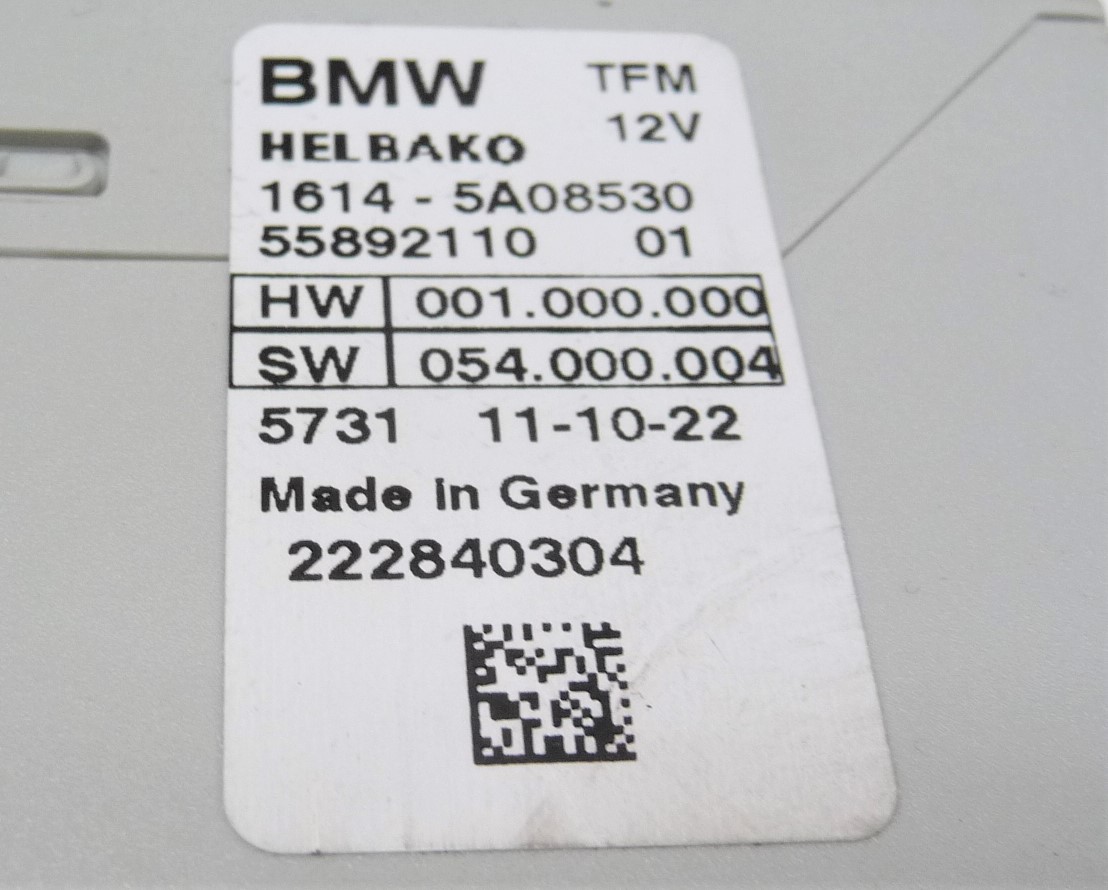 BMW TFM
HELBAKO 12V
1614 - 5A08530
55892110 01
HW 001.000.000
SW 054.000.004
5731 11-10-22
Made in Germany
222840304